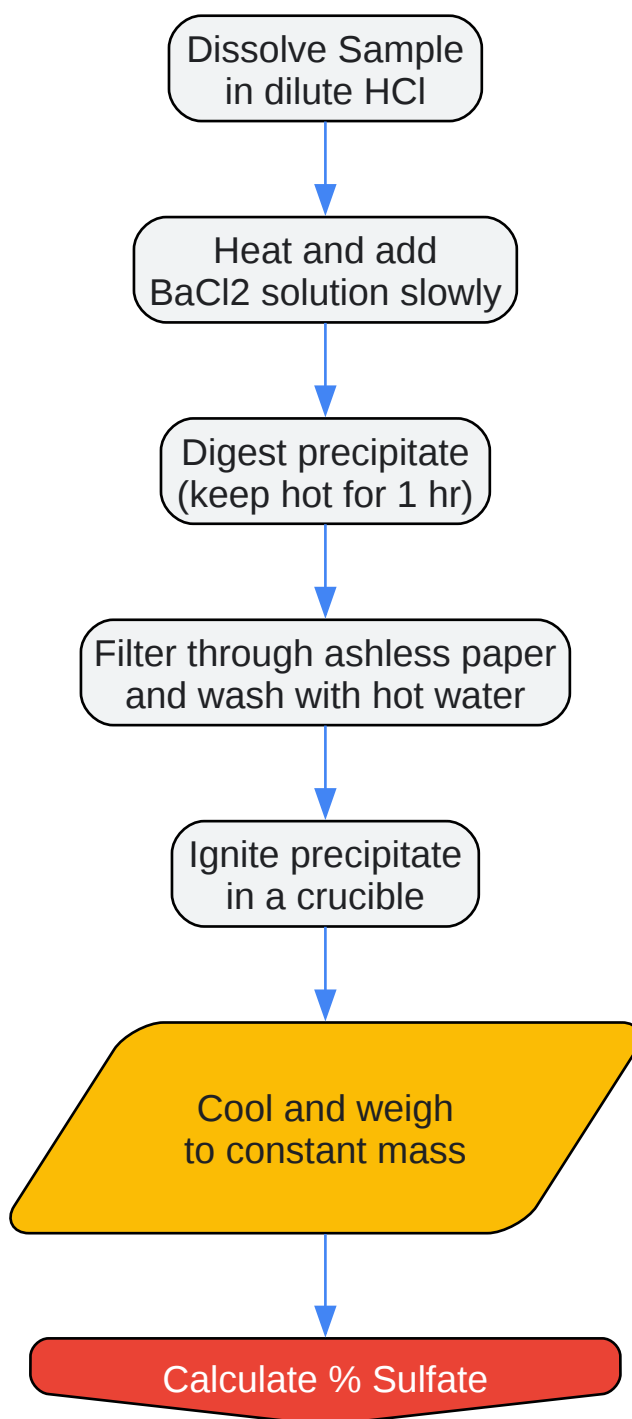 Dissolve Sample
in dilute HCl
Heat and add
BaCl2 solution slowly
Digest precipitate
(keep hot for 1 hr)
Filter through ashless paper
and wash with hot water
Ignite precipitate
in a crucible
Cool and weigh
to constant mass
Calculate % Sulfate